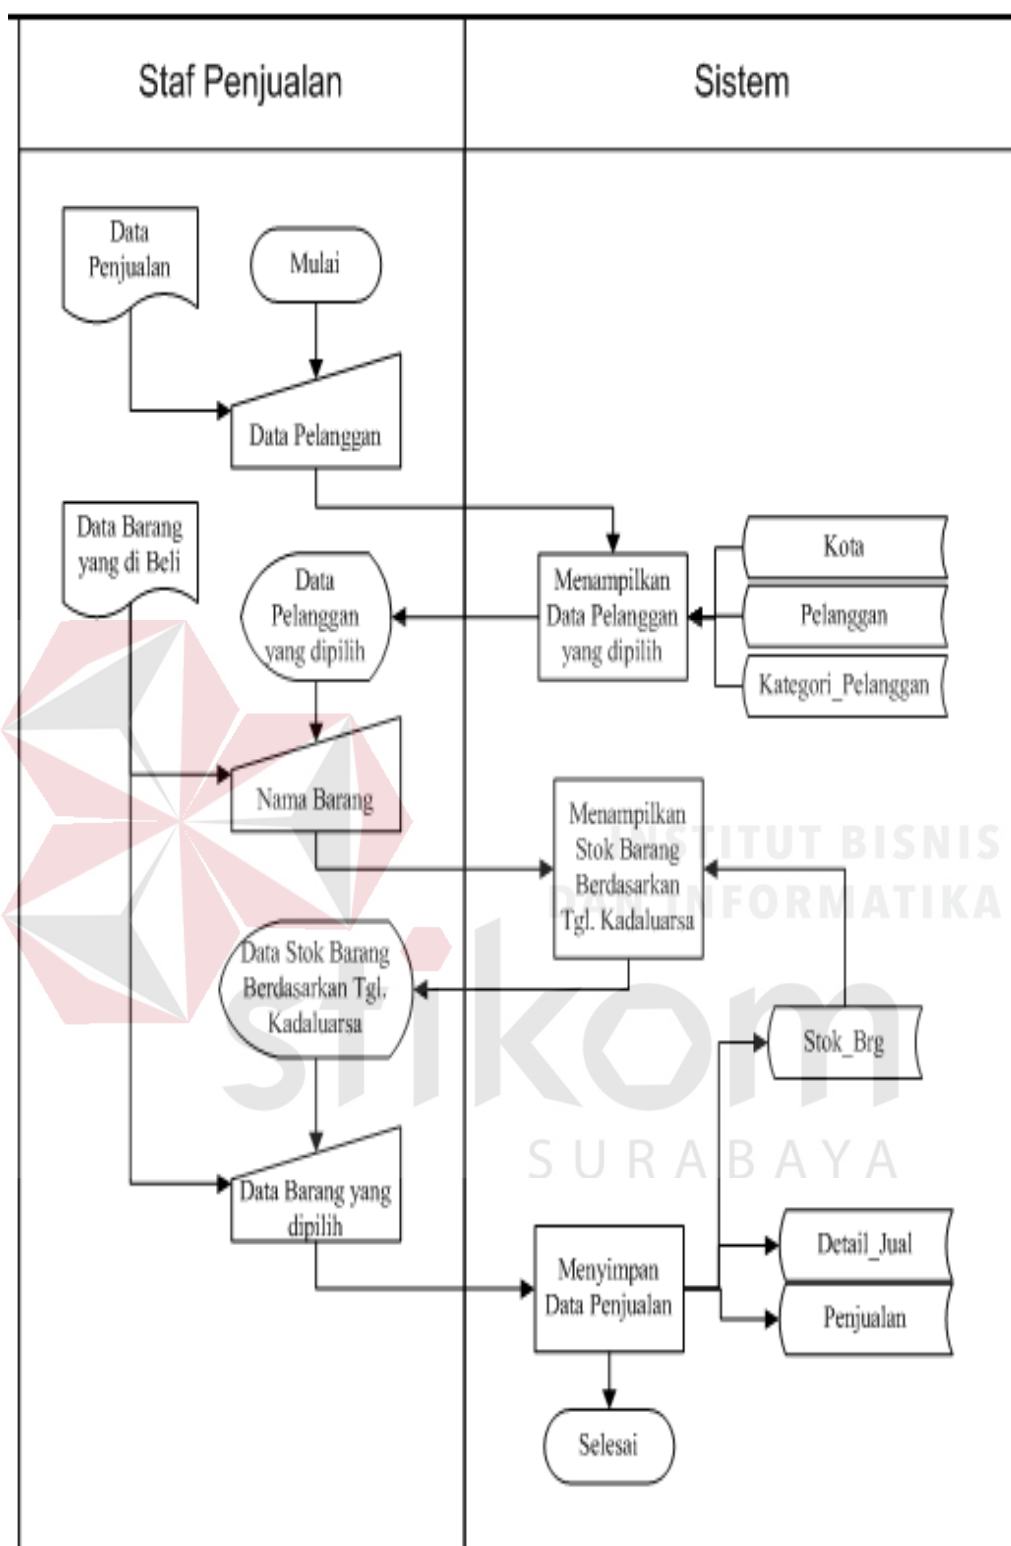 Staf Penjualan
Sistem
Data
Penjualan
Mulai
Data Pelanggan
Data Barang
yang di Beli
Data
Pelanggan
yang dipilih
Menampilkan
Data Pelanggan
yang dipilih
Kota
Pelanggan
Kategori_Pelanggan
Nama Barang
Menampilkan
Stok Barang
Berdasarkan
Tgl. Kadaluarsa
INSTITUT BISNIS
DAN INFORMATIKA
Data Stok Barang
Berdasarkan Tgl.
Kadaluarsa
stikom
SURABAYA
Stok_Brg
Data Barang yang
dipilih
Menyimpan
Data Penjualan
Detail_Jual
Penjualan
Selesai